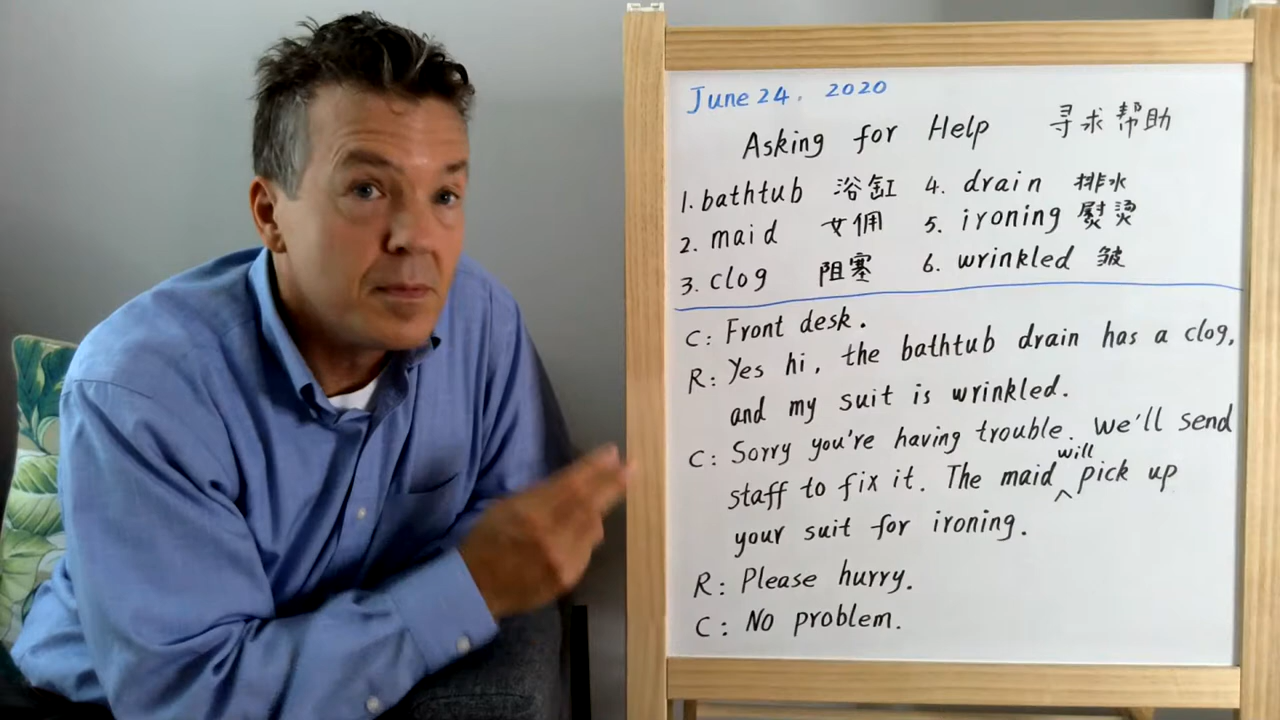 June 24, 2020
Asking for Help 寻求帮助
1. bathtub 浴缸 4. drain 排水
2. maid 女佣 5. ironing 熨烫
3. clog 阻塞 6. wrinkled 皱
C: Front desk.
R: Yes hi, the bathtub drain has a clog,
and my suit is wrinkled.
C: Sorry you're having trouble. We'll send
staff to fix it. The maid will pick up
your suit for ironing.
R: Please hurry.
C: No problem.